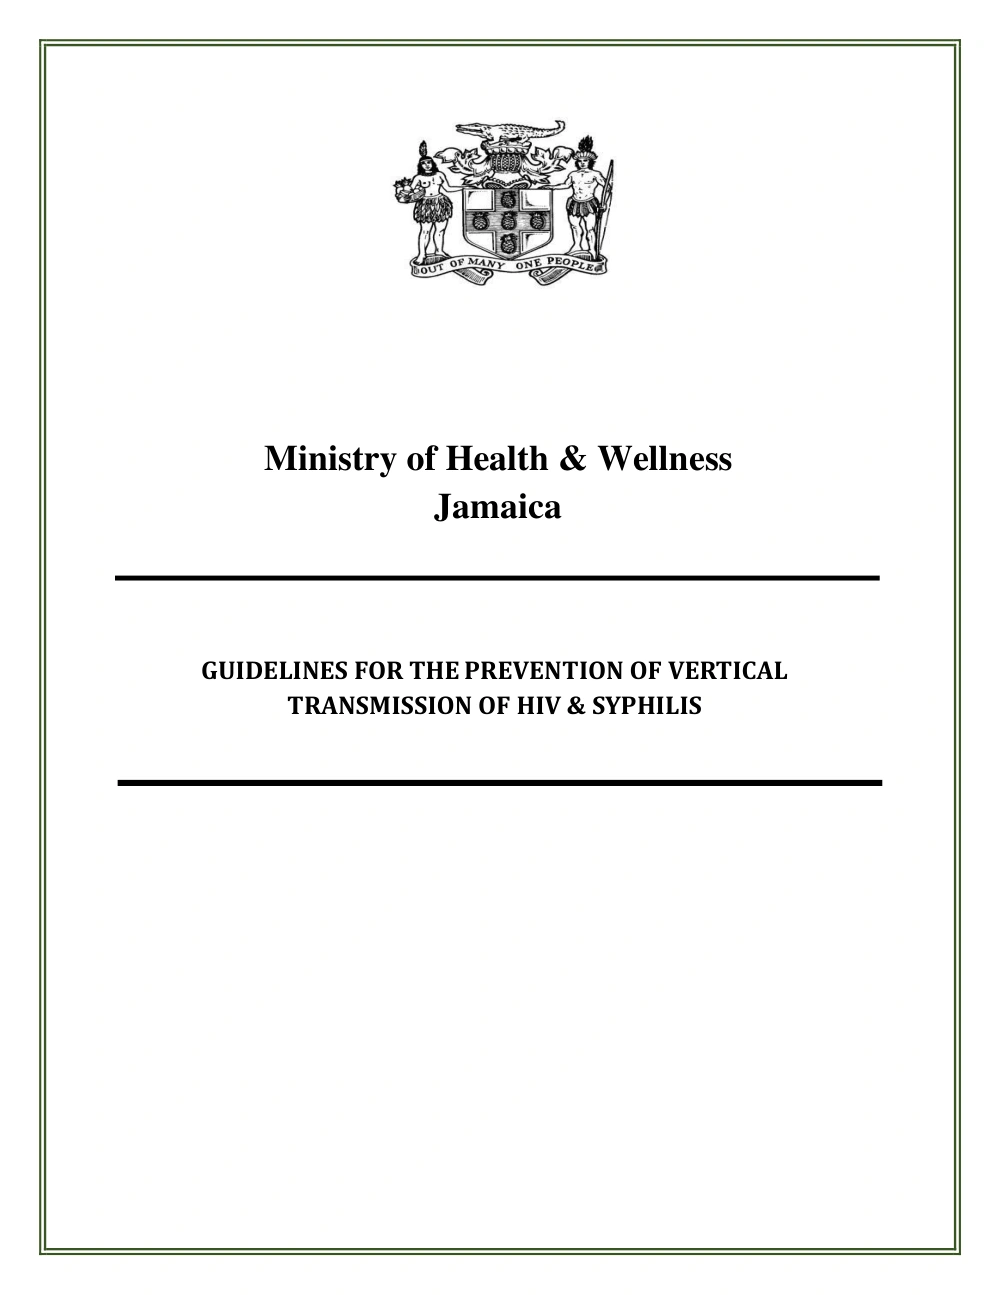 OUT OF MANY ONE PEOPLE
Ministry of Health & Wellness
Jamaica
GUIDELINES FOR THE PREVENTION OF VERTICAL
TRANSMISSION OF HIV & SYPHILIS